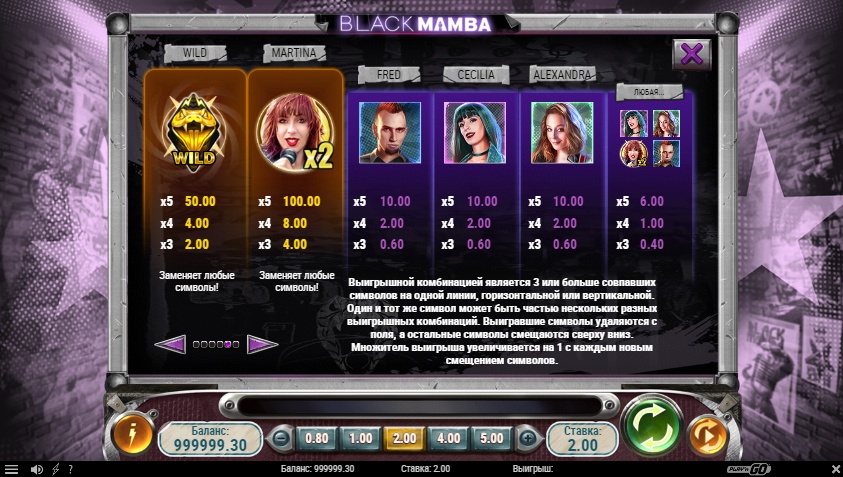 BLACK MAMBA
WILD
MARTINA
FRED
CECILIA
ALEXANDRA
ЛЮБАЯ...
WILD
x2
x5 50.00
x4 4.00
x3 2.00
x5 100.00
x4 8.00
x3 4.00
x5 10.00
x4 2.00
x3 0.60
x5 10.00
x4 2.00
x3 0.60
x5 10.00
x4 2.00
x3 0.60
x5 6.00
x4 1.00
x3 0.40
Заменяет любые
символы!
Заменяет любые
символы!
Выигрышной комбинацией является 3 или больше совпавших
символов на одной линии, горизонтальной или вертикальной.
Один и тот же символ может быть частью нескольких разных
выигрышных комбинаций. Выигравшие символы удаляются с
поля, а остальные символы смещаются сверху вниз.
Множитель выигрыша увеличивается на 1 с каждым новым
смещением символов.
Баланс:
999999.30
0.80
1.00
2.00
4.00
5.00
Ставка:
2.00
?
Баланс: 999999.30
Ставка: 2.00
Выигрыш:
PLAY'N GO